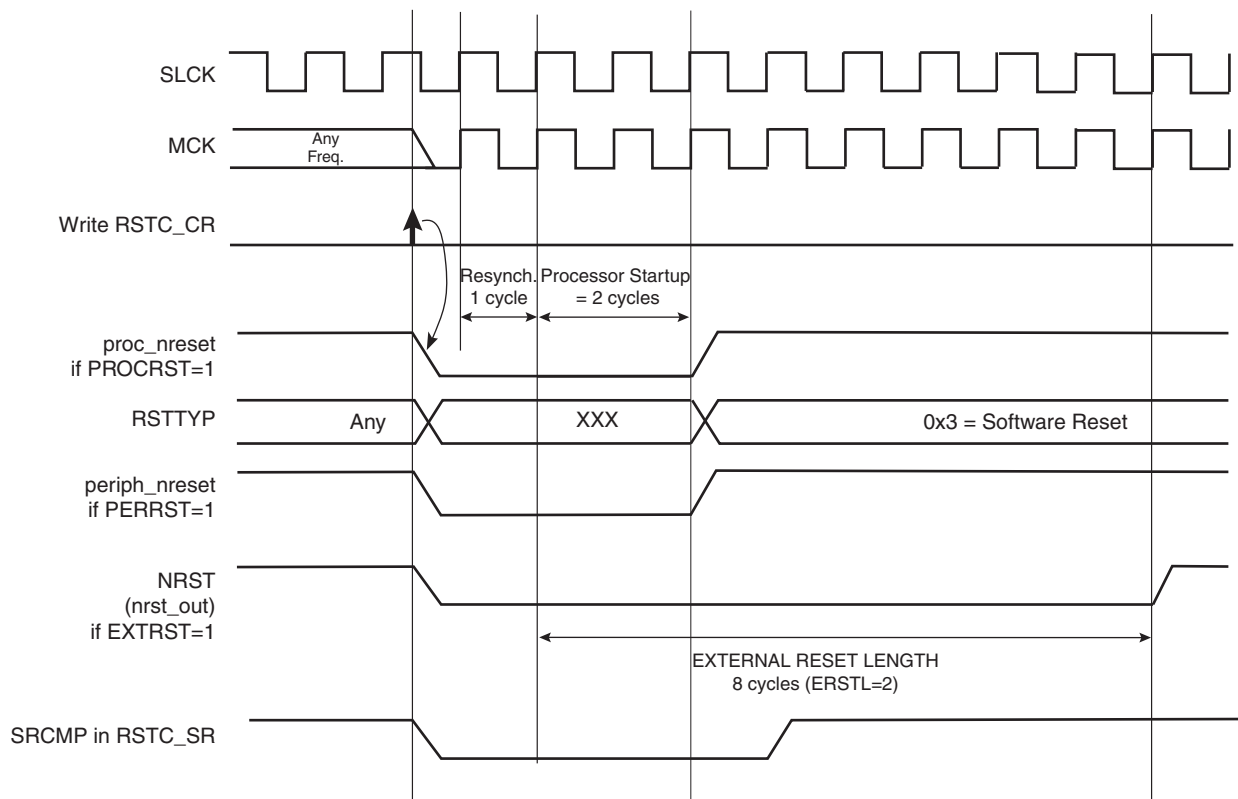 SLCK
MCK
Any
Freq.
Write RSTC_CR
Resynch.
1 cycle
Processor Startup
= 2 cycles
proc_nreset
if PROCRST=1
RSTTYP
Any
XXX
0x3 = Software Reset
periph_nreset
if PERRST=1
NRST
(nrst_out)
if EXTRST=1
EXTERNAL RESET LENGTH
8 cycles (ERSTL=2)
SRCMP in RSTC_SR